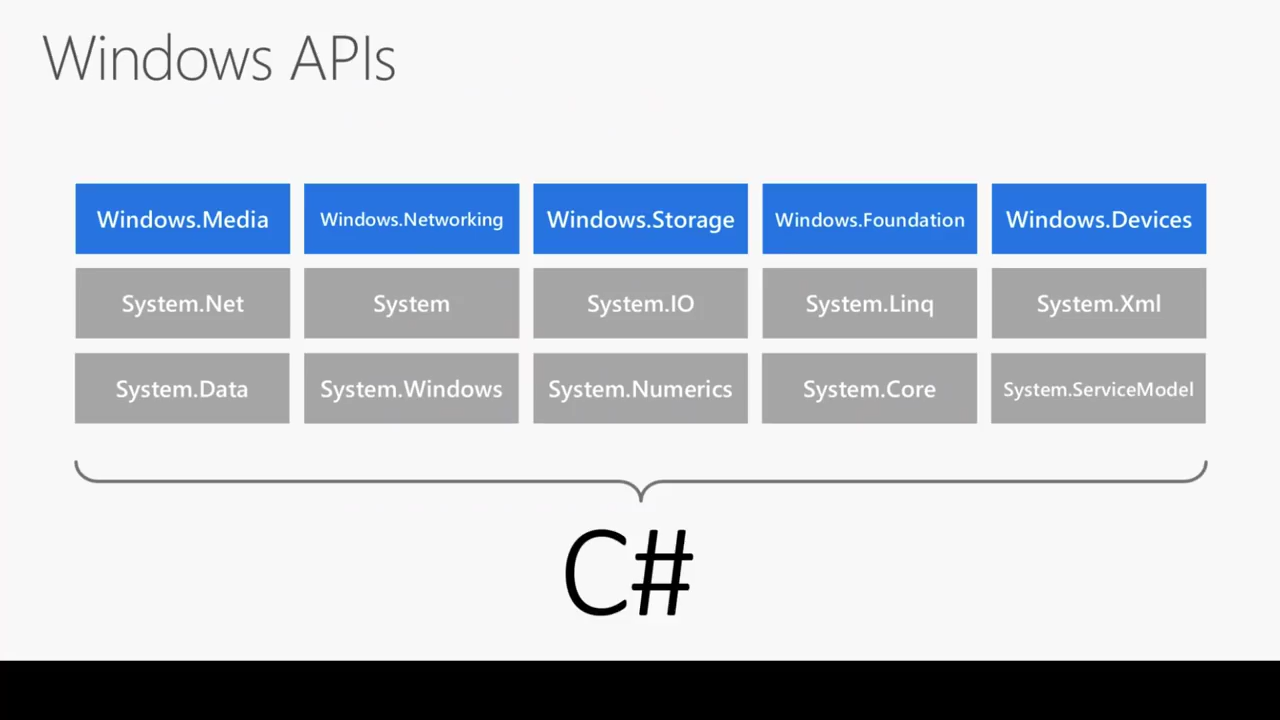 Windows APIs
Windows.Media Windows.Networking Windows.Storage Windows.Foundation Windows.Devices
System.Net System System.IO System.Linq System.Xml
System.Data System.Windows System.Numerics System.Core System.ServiceModel
C#